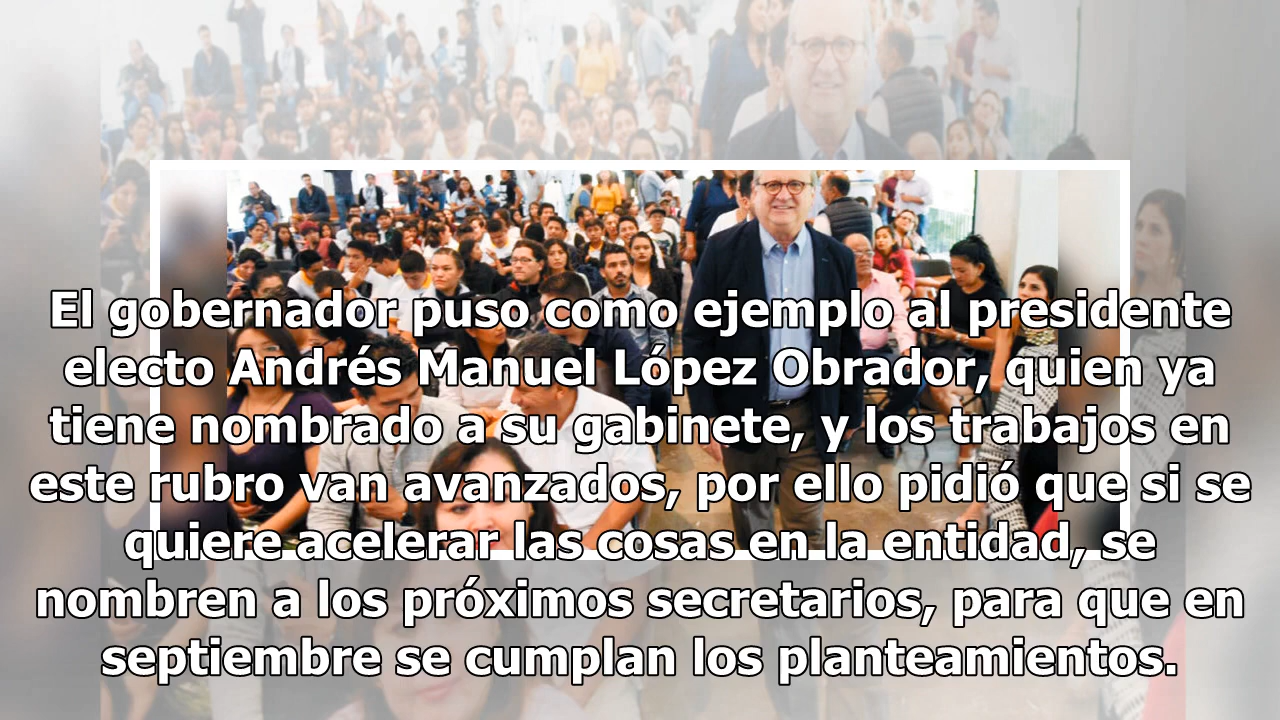 El gobernador puso como ejemplo al presidente
electo Andrés Manuel López Obrador, quien ya
tiene nombrado a su gabinete, y los trabajos en
este rubro van avanzados, por ello pidió que si se
quiere acelerar las cosas en la entidad, se
nombren a los próximos secretarios, para que en
septiembre se cumplan los planteamientos.